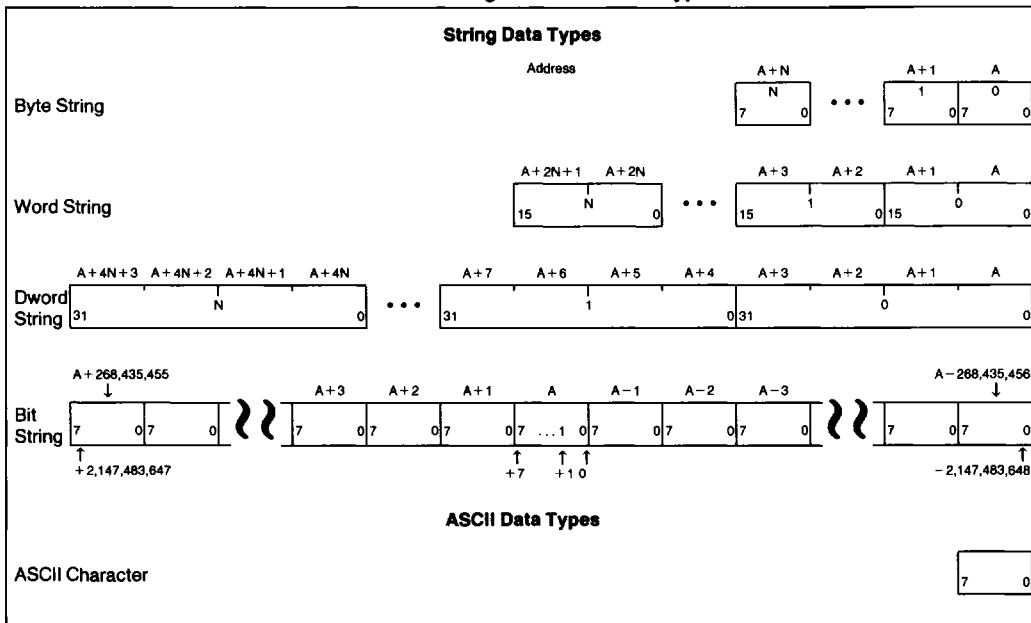 String Data Types
Address
A+N A+1 A
Byte String
N 1 0
7 0 7 0 7 0
A+2N+1 A+2N A+3 A+2 A+1 A
Word String
N 1 0
15 0 15 0 15 0
A+4N+3 A+4N+2 A+4N+1 A+4N A+7 A+6 A+5 A+4 A+3 A+2 A+1 A
Dword
String
N 1 0
31 0 31 0 31 0
A+268,435,455 A−268,435,456
A+3 A+2 A+1 A A−1 A−2 A−3
Bit
String
7 0 7 0 7 0 7 0 7 0 7 ...1 0 7 0 7 0 7 0 7 0 7 0
+2,147,483,647 +7 +1 0 −2,147,483,648
ASCII Data Types
ASCII Character
7 0